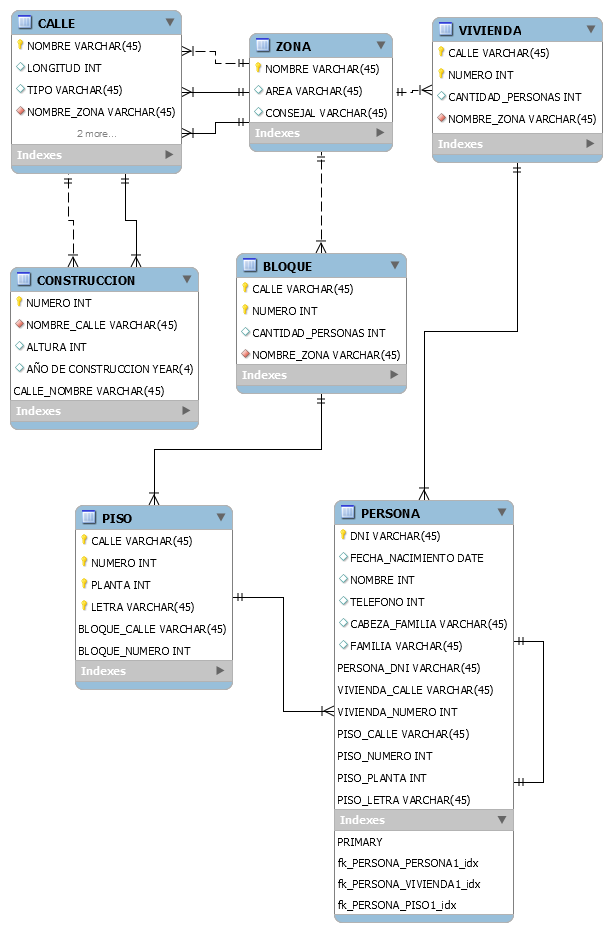 CALLE
NOMBRE VARCHAR(45)
LONGITUD INT
TIPO VARCHAR(45)
NOMBRE_ZONA VARCHAR(45)
2 more...
Indexes
ZONA
NOMBRE VARCHAR(45)
AREA VARCHAR(45)
CONSEJAL VARCHAR(45)
Indexes
VIVIENDA
CALLE VARCHAR(45)
NUMERO INT
CANTIDAD_PERSONAS INT
NOMBRE_ZONA VARCHAR(45)
Indexes
CONSTRUCCION
NUMERO INT
NOMBRE_CALLE VARCHAR(45)
ALTURA INT
AÑO DE CONSTRUCCION YEAR(4)
CALLE_NOMBRE VARCHAR(45)
Indexes
BLOQUE
CALLE VARCHAR(45)
NUMERO INT
CANTIDAD_PERSONAS INT
NOMBRE_ZONA VARCHAR(45)
Indexes
PISO
CALLE VARCHAR(45)
NUMERO INT
PLANTA INT
LETRA VARCHAR(45)
BLOQUE_CALLE VARCHAR(45)
BLOQUE_NUMERO INT
Indexes
PERSONA
DNI VARCHAR(45)
FECHA_NACIMIENTO DATE
NOMBRE INT
TELEFONO INT
CABEZA_FAMILIA VARCHAR(45)
FAMILIA VARCHAR(45)
PERSONA_DNI VARCHAR(45)
VIVIENDA_CALLE VARCHAR(45)
VIVIENDA_NUMERO INT
PISO_CALLE VARCHAR(45)
PISO_NUMERO INT
PISO_PLANTA INT
PISO_LETRA VARCHAR(45)
Indexes
PRIMARY
fk_PERSONA_PERSONA1_idx
fk_PERSONA_VIVIENDA1_idx
fk_PERSONA_PISO1_idx